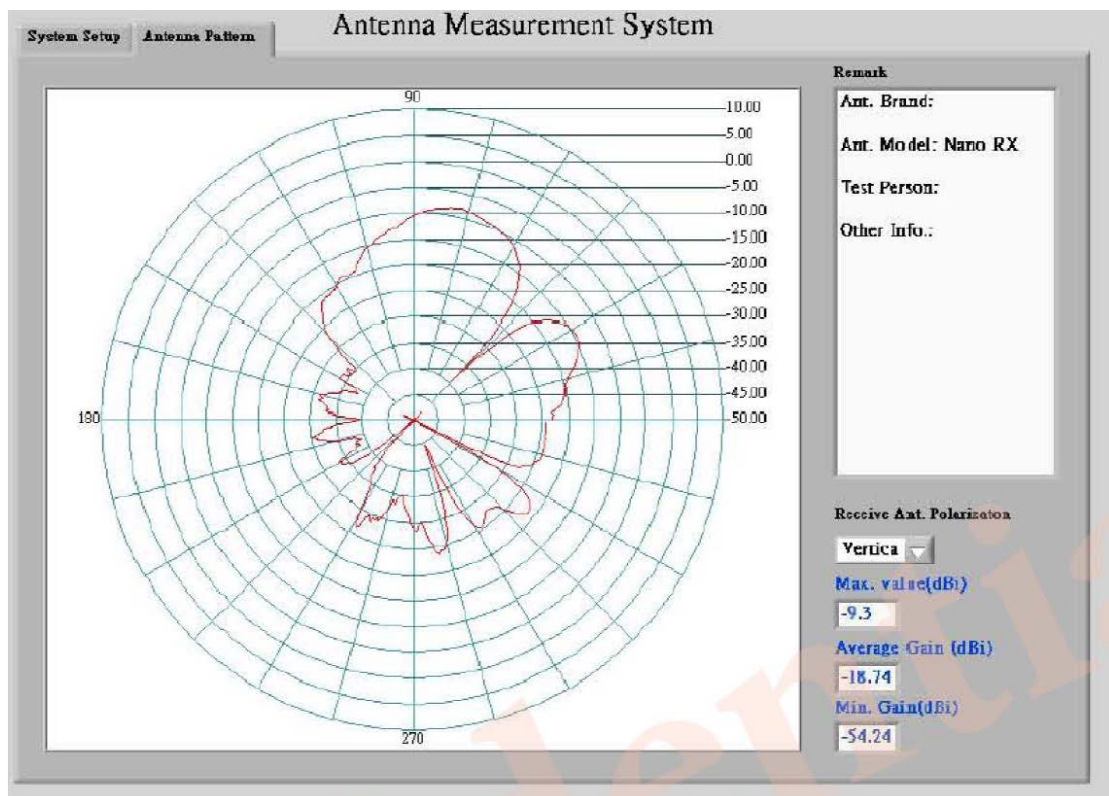 Antenna Measurement System
System Setup
Antenna Pattern
90
180
270
10.00
5.00
0.00
-5.00
-10.00
-15.00
-20.00
-25.00
-30.00
-35.00
-40.00
-45.00
-50.00
Remark
Ant. Brand:
Ant. Model: Nano RX
Test Person:
Other Info.:
Receive Ant. Polarizaton
Vertica
Max. value(dBi)
-9.3
Average Gain (dBi)
-18.74
Min. Gain(dBi)
-54.24